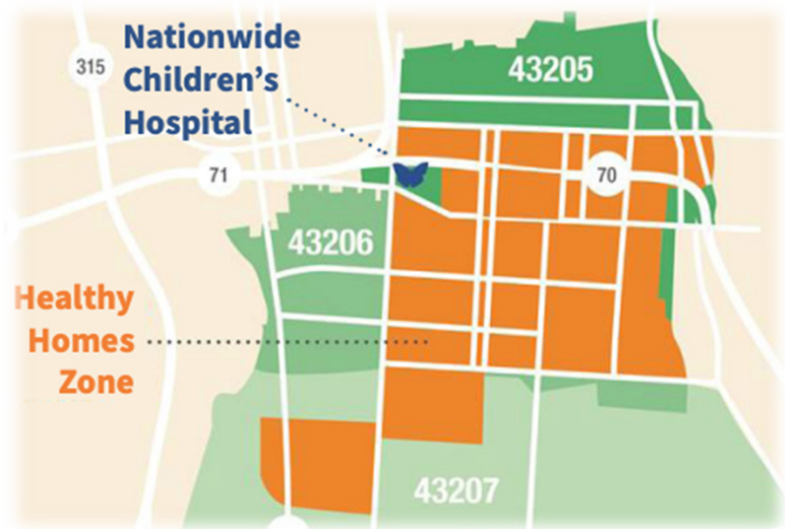 Nationwide
Children's
Hospital
43205
315
71
70
43206
Healthy
Homes
Zone
43207